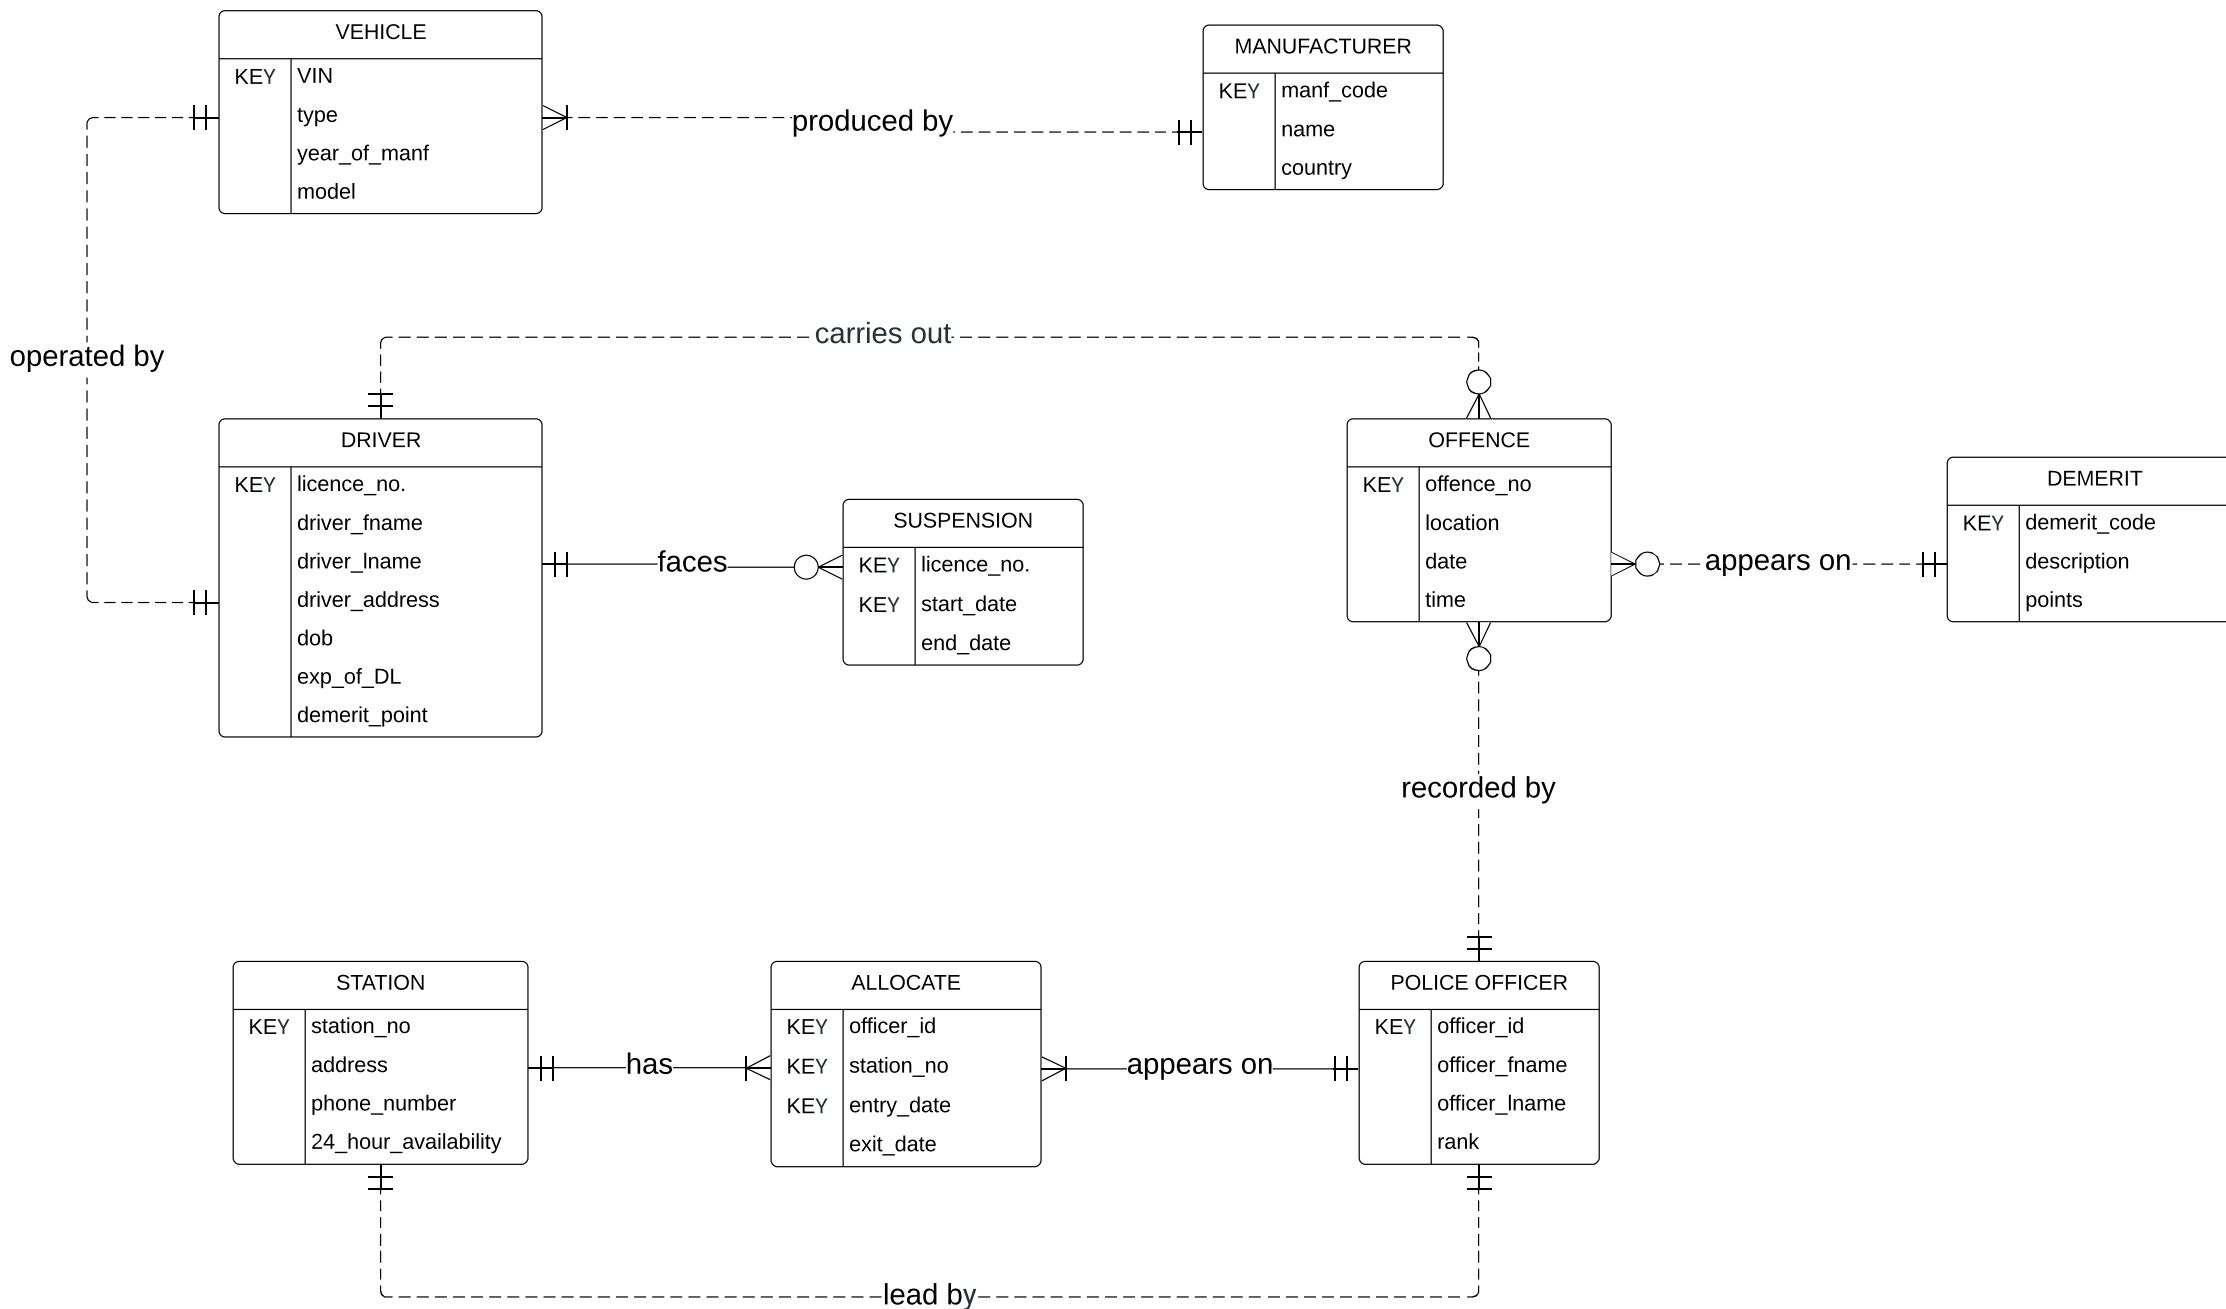 VEHICLE
KEY VIN
type
year_of_manf
model
MANUFACTURER
KEY manf_code
name
country
produced by
operated by
carries out
DRIVER
KEY licence_no.
driver_fname
driver_lname
driver_address
dob
exp_of_DL
demerit_point
faces
SUSPENSION
KEY licence_no.
KEY start_date
end_date
OFFENCE
KEY offence_no
location
date
time
appears on
DEMERIT
KEY demerit_code
description
points
recorded by
STATION
KEY station_no
address
phone_number
24_hour_availability
has
ALLOCATE
KEY officer_id
KEY station_no
KEY entry_date
exit_date
appears on
POLICE OFFICER
KEY officer_id
officer_fname
officer_lname
rank
lead by